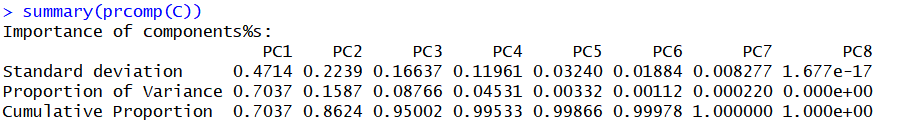 > summary(prcomp(C))
Importance of components%s:
                          PC1    PC2     PC3     PC4     PC5     PC6      PC7       PC8
Standard deviation     0.4714 0.2239 0.16637 0.11961 0.03240 0.01884 0.008277 1.677e-17
Proportion of Variance 0.7037 0.1587 0.08766 0.04531 0.00332 0.00112 0.000220 0.000e+00
Cumulative Proportion  0.7037 0.8624 0.95002 0.99533 0.99866 0.99978 1.000000 1.000e+00